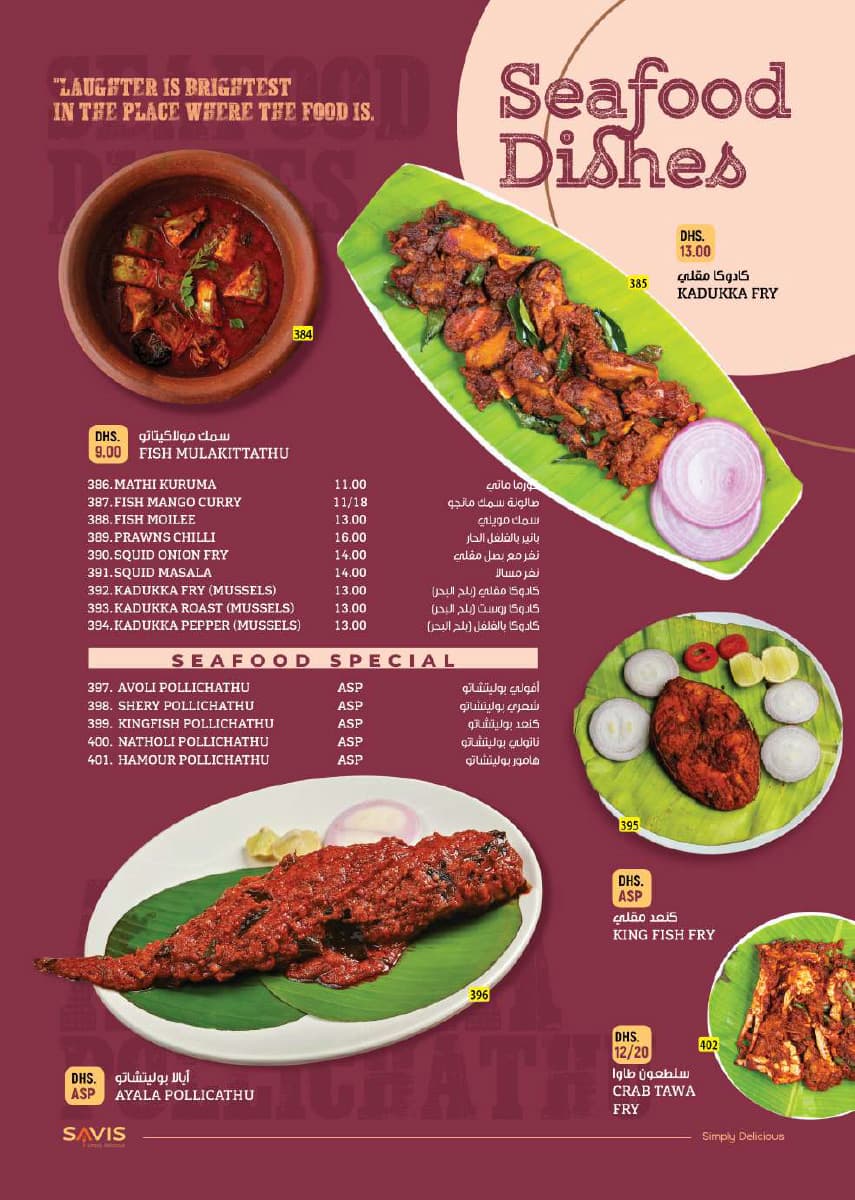 "LAUGHTER IS BRIGHTEST
IN THE PLACE WHERE THE FOOD IS.
Seafood
Dishes
DHS.
13.00
كادوكا مقلي
KADUKKA FRY
385
384
DHS.
9.00
سمك مولاكيتاتو
FISH MULAKITTATHU
386. MATHI KURUMA 11.00 كورما ماتي
387. FISH MANGO CURRY 11/18 صالونة سمك مانجو
388. FISH MOILEE 13.00 سمك مويلي
389. PRAWNS CHILLI 16.00 بانير بالفلفل الحار
390. SQUID ONION FRY 14.00 نغر مع بصل مقلي
391. SQUID MASALA 14.00 نغر مسالا
392. KADUKKA FRY (MUSSELS) 13.00 كادوكا مقلي (بلح البحر)
393. KADUKKA ROAST (MUSSELS) 13.00 كادوكا روست (بلح البحر)
394. KADUKKA PEPPER (MUSSELS) 13.00 كادوكا بالفلفل (بلح البحر)
SEAFOOD SPECIAL
397. AVOLI POLLICHATHU ASP أفولي بوليتشاتو
398. SHERY POLLICHATHU ASP شعري بوليتشاتو
399. KINGFISH POLLICHATHU ASP كنعد بوليتشاتو
400. NATHOLI POLLICHATHU ASP ناتولي بوليتشاتو
401. HAMOUR POLLICHATHU ASP هامور بوليتشاتو
395
DHS.
ASP
كنعد مقلي
KING FISH FRY
396
DHS.
ASP
أيالا بوليتشاتو
AYALA POLLICATHU
402
DHS.
12/20
سلطعون طاوا
CRAB TAWA
FRY
SAVIS
Simply Delicious